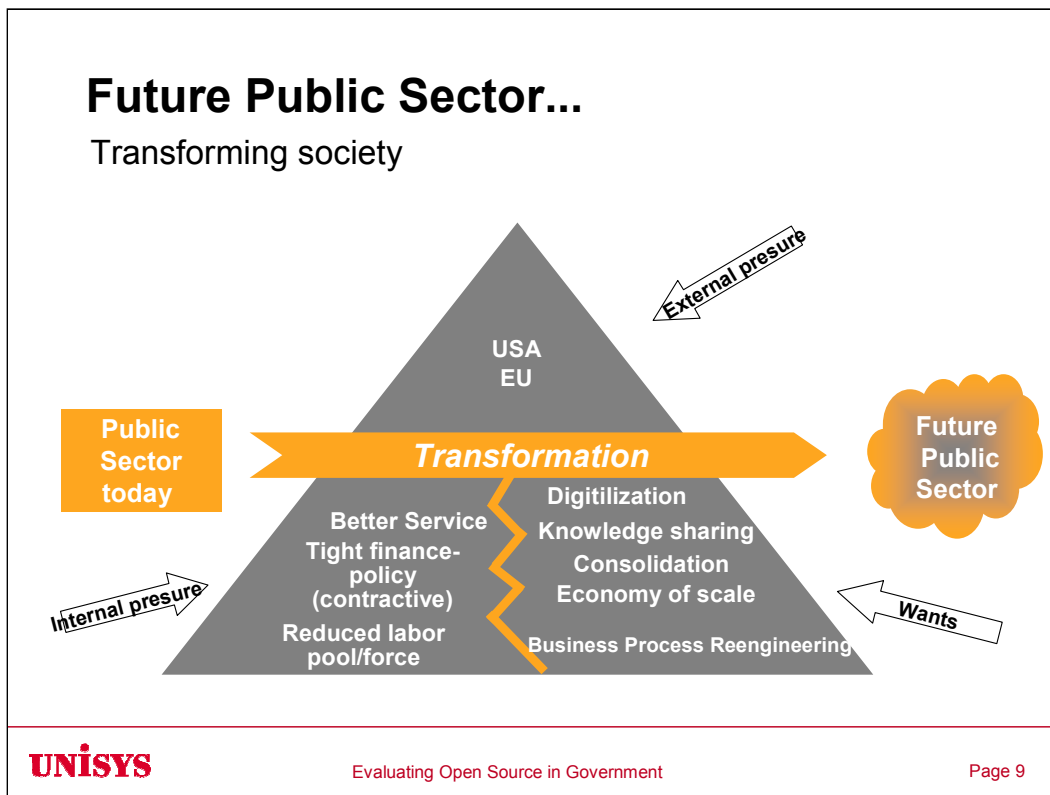 Future Public Sector...
Transforming society
External presure
USA
EU
Public
Sector
today
Transformation
Future
Public
Sector
Better Service
Tight finance-
policy
(contractive)
Reduced labor
pool/force
Digitilization
Knowledge sharing
Consolidation
Economy of scale
Business Process Reengineering
Internal presure
Wants
UNISYS
Evaluating Open Source in Government
Page 9